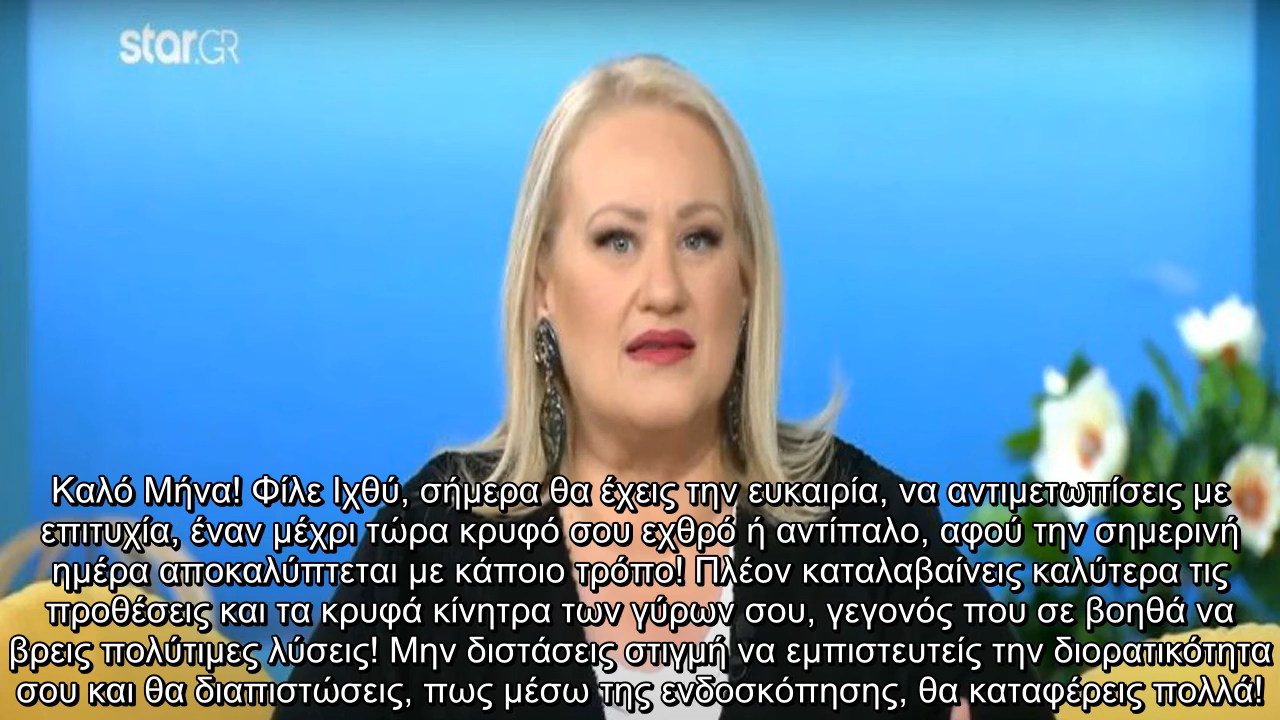 star.GR
Καλό Μήνα! Φίλε Ιχθύ, σήμερα θα έχεις την ευκαιρία, να αντιμετωπίσεις με
επιτυχία, έναν μέχρι τώρα κρυφό σου εχθρό ή αντίπαλο, αφού την σημερινή
ημέρα αποκαλύπτεται με κάποιο τρόπο! Πλέον καταλαβαίνεις καλύτερα τις
προθέσεις και τα κρυφά κίνητρα των γύρων σου, γεγονός που σε βοηθά να
βρεις πολύτιμες λύσεις! Μην διστάσεις στιγμή να εμπιστευτείς την διορατικότητα
σου και θα διαπιστώσεις, πως μέσω της ενδοσκόπησης, θα καταφέρεις πολλά!